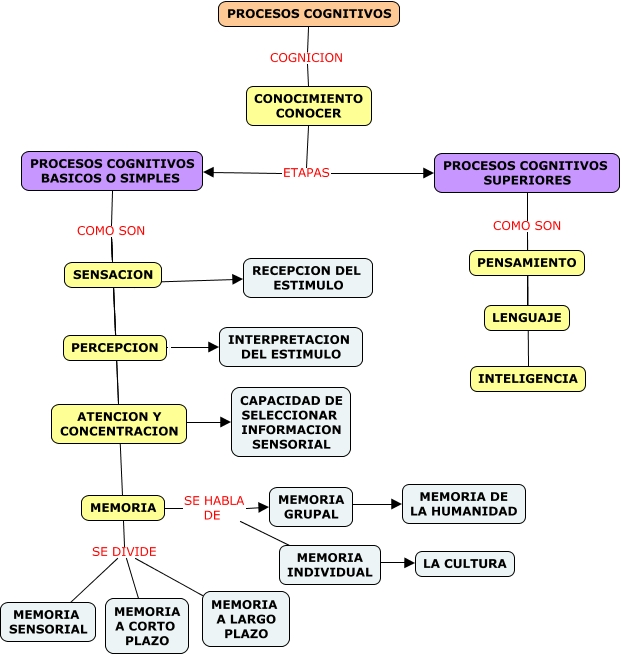 PROCESOS COGNITIVOS
COGNICION
CONOCIMIENTO
CONOCER
ETAPAS
PROCESOS COGNITIVOS
BASICOS O SIMPLES
PROCESOS COGNITIVOS
SUPERIORES
COMO SON
COMO SON
SENSACION
RECEPCION DEL
ESTIMULO
PENSAMIENTO
LENGUAJE
INTELIGENCIA
PERCEPCION
INTERPRETACION
DEL ESTIMULO
ATENCION Y
CONCENTRACION
CAPACIDAD DE
SELECCIONAR
INFORMACION
SENSORIAL
MEMORIA
SE HABLA
DE
MEMORIA
GRUPAL
MEMORIA DE
LA HUMANIDAD
MEMORIA
INDIVIDUAL
LA CULTURA
SE DIVIDE
MEMORIA
SENSORIAL
MEMORIA
A CORTO
PLAZO
MEMORIA
A LARGO
PLAZO